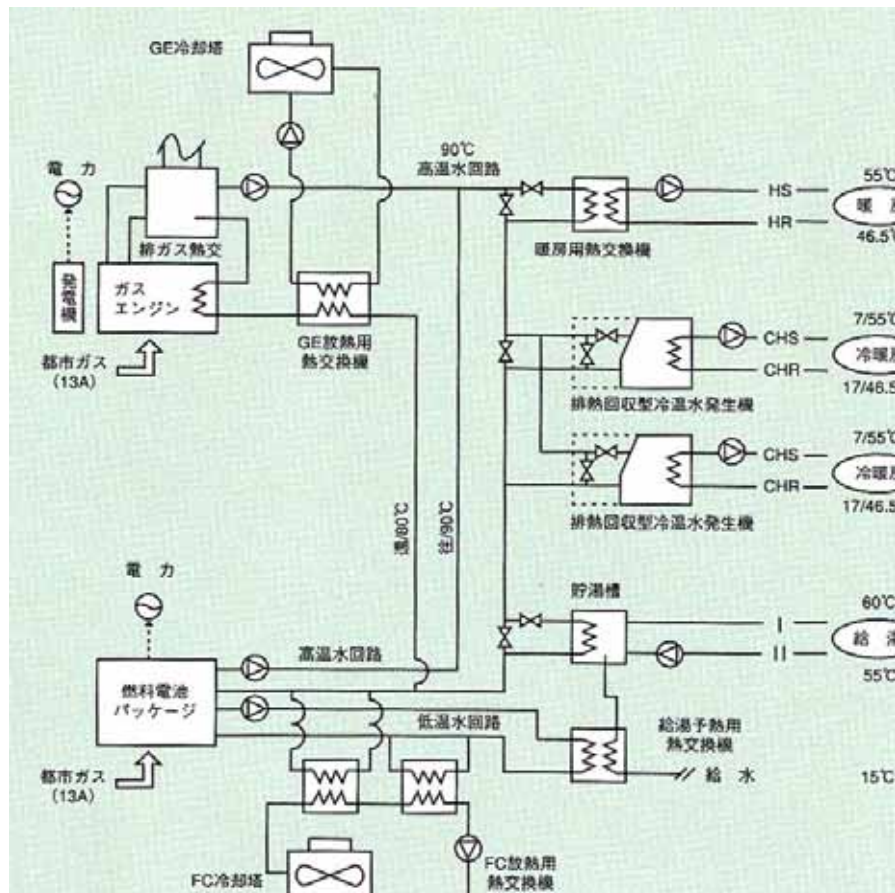 GE冷却塔
90℃
高温水回路
電 力
排ガス熱交
発電機
ガス
エンジン
都市ガス
(13A)
GE放熱用
熱交換機
HS
HR
55℃
暖
46.5
暖房用熱交換機
CHS
CHR
7/55℃
冷暖房
17/46.5
排熱回収型冷温水発生機
CHS
CHR
7/55℃
冷暖房
17/46.5
排熱回収型冷温水発生機
電 力
貯湯槽
I
II
60℃
給 湯
55℃
高温水回路
燃料電池
パッケージ
低温水回路
給湯予熱用
熱交換機
給 水
15℃
都市ガス
(13A)
FC冷却塔
FC放熱用
熱交換機